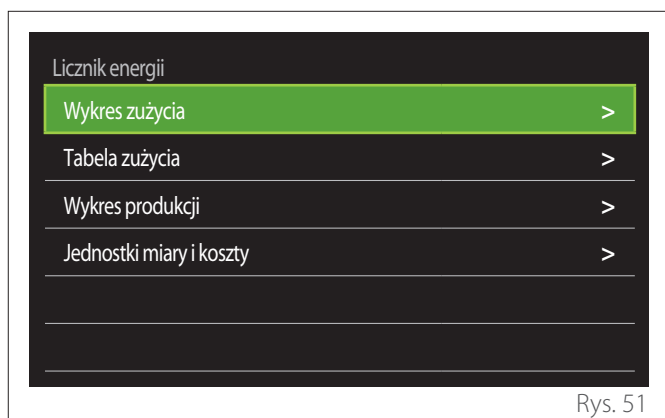 Licznik energii
Wykres zużycia >
Tabela zużycia >
Wykres produkcji >
Jednostki miary i koszty >
Rys. 51